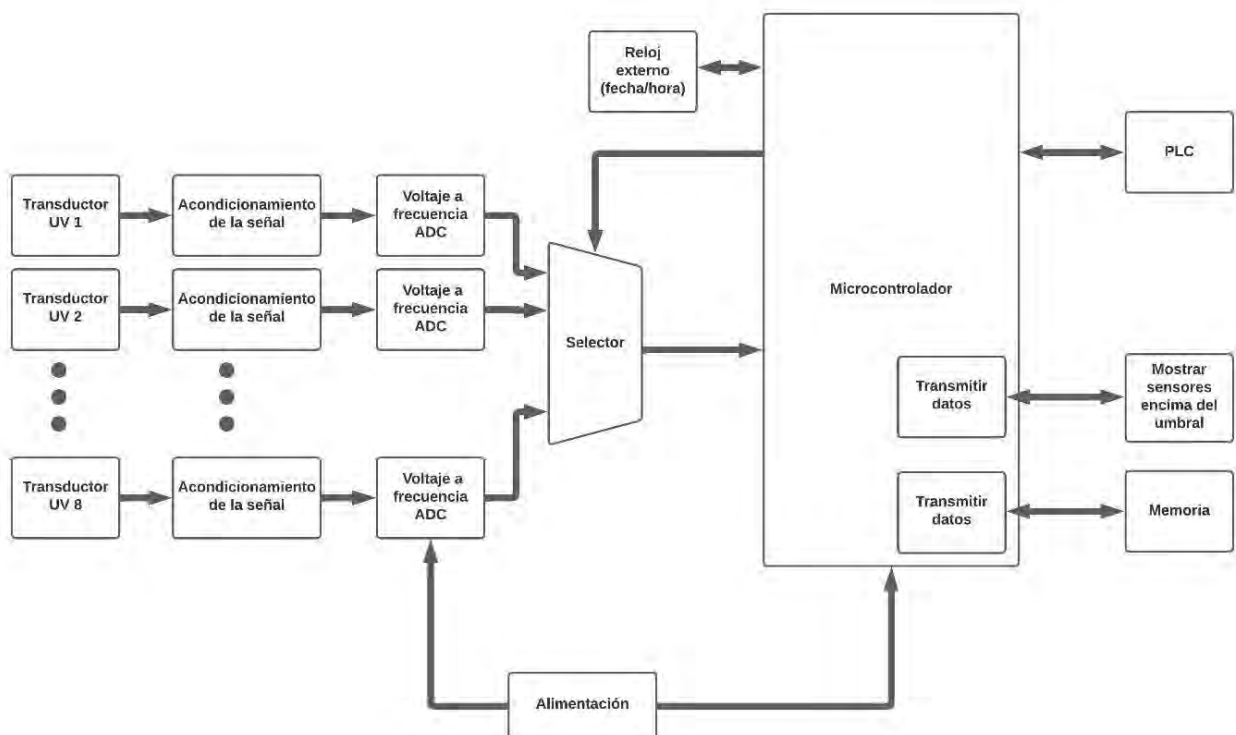 Reloj
externo
(fecha/hora)
PLC
Transductor
UV 1
Acondicionamiento
de la señal
Voltaje a
frecuencia
ADC
Transductor
UV 2
Acondicionamiento
de la señal
Voltaje a
frecuencia
ADC
Selector
Microcontrolador
Transmitir
datos
Mostrar
sensores
encima del
umbral
Transductor
UV 8
Acondicionamiento
de la señal
Voltaje a
frecuencia
ADC
Transmitir
datos
Memoria
Alimentación